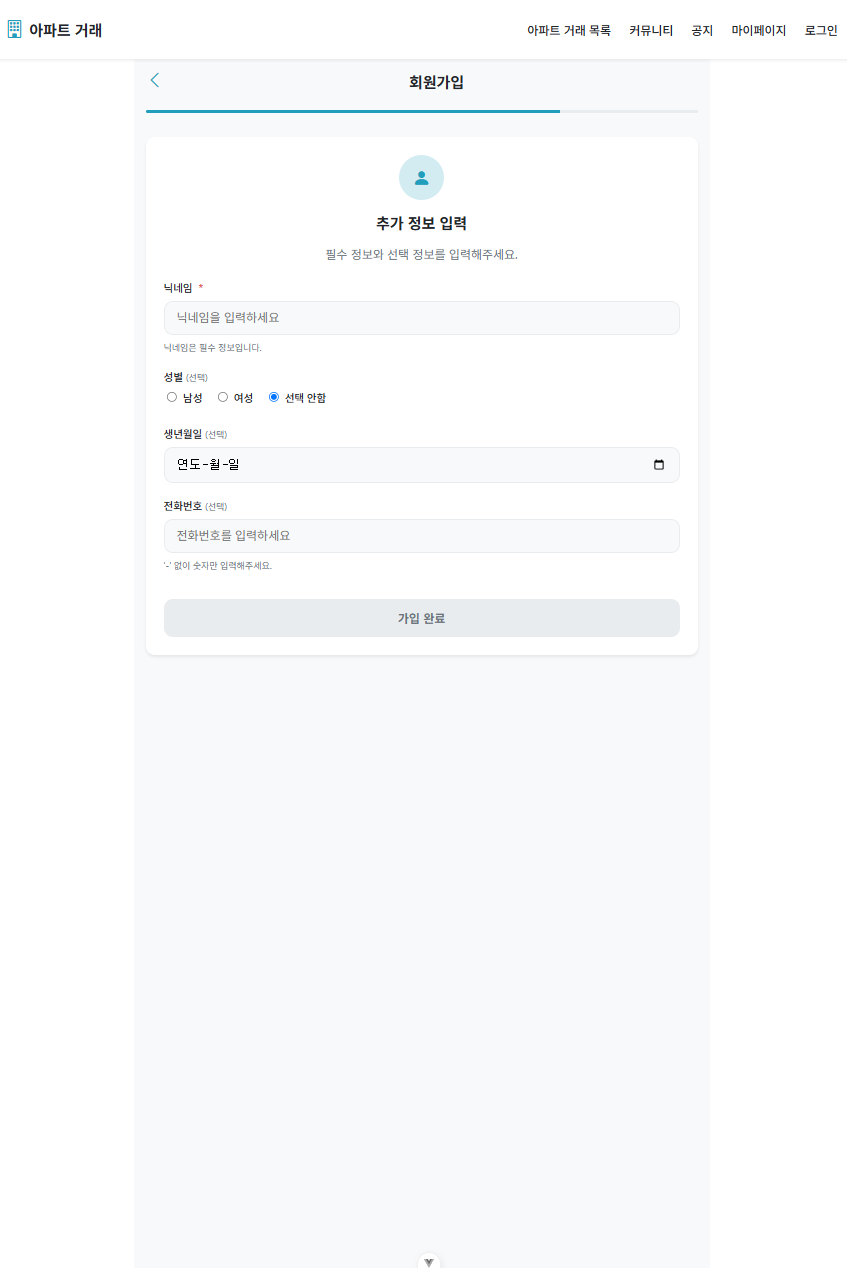 아파트 거래
아파트 거래 목록 커뮤니티 공지 마이페이지 로그인
회원가입
추가 정보 입력
필수 정보와 선택 정보를 입력해주세요.
닉네임 *
닉네임을 입력하세요
닉네임은 필수 정보입니다.
성별 (선택)
남성 여성 선택 안함
생년월일 (선택)
연도-월-일
전화번호 (선택)
전화번호를 입력하세요
'-' 없이 숫자만 입력해주세요.
가입 완료